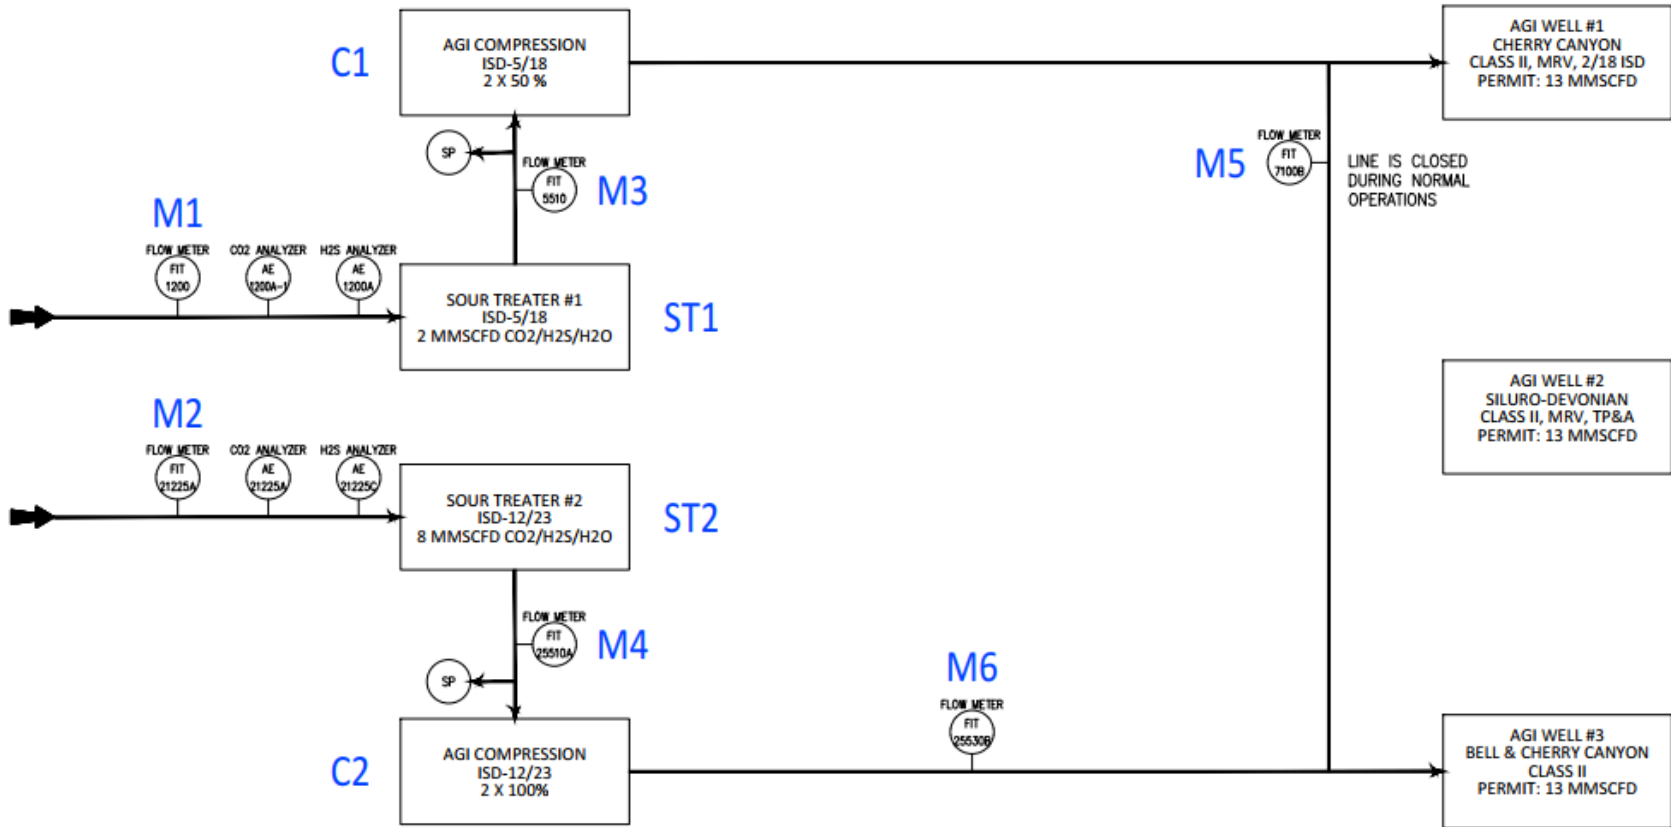 C1
AGI COMPRESSION
ISD-5/18
2 X 50 %
AGI WELL #1
CHERRY CANYON
CLASS II, MRV, 2/18 ISD
PERMIT: 13 MMSCFD
SP
FLOW METER
FIT
5510
M3
M5
FLOW METER
FIT
7100B
LINE IS CLOSED
DURING NORMAL
OPERATIONS
M1
FLOW METER
FIT
1200
CO2 ANALYZER
AE
1200A-1
H2S ANALYZER
AE
1200A
SOUR TREATER #1
ISD-5/18
2 MMSCFD CO2/H2S/H2O
ST1
AGI WELL #2
SILURO-DEVONIAN
CLASS II, MRV, TP&A
PERMIT: 13 MMSCFD
M2
FLOW METER
FIT
21225A
CO2 ANALYZER
AE
21225A
H2S ANALYZER
AE
21225C
SOUR TREATER #2
ISD-12/23
8 MMSCFD CO2/H2S/H2O
ST2
FLOW METER
FIT
25510A
M4
SP
M6
FLOW METER
FIT
25530B
C2
AGI COMPRESSION
ISD-12/23
2 X 100%
AGI WELL #3
BELL & CHERRY CANYON
CLASS II
PERMIT: 13 MMSCFD